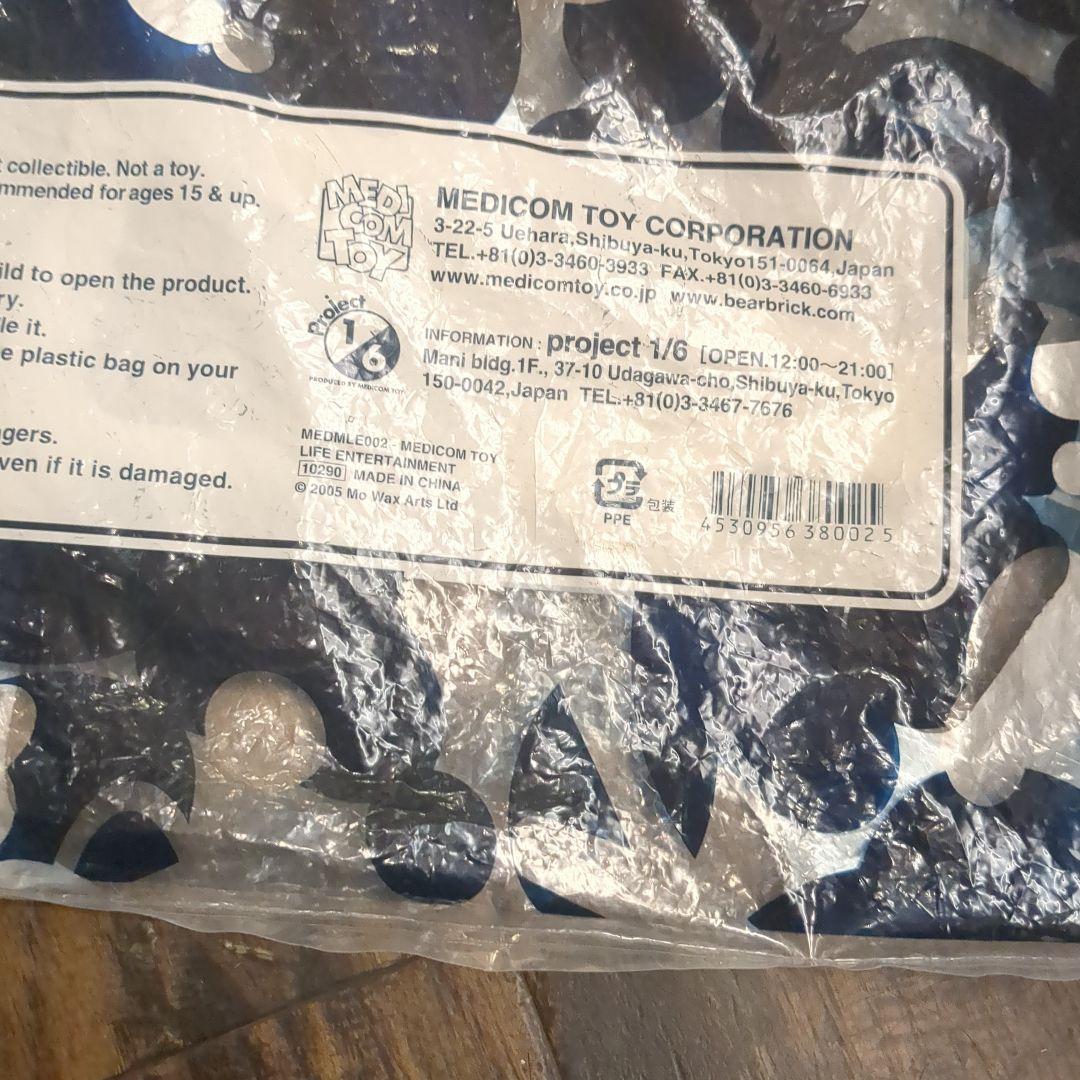 collectible. Not a toy.
mmended for ages 15 & up.
ild to open the product.
ry.
le it.
e plastic bag on your
gers.
ven if it is damaged.
MEDI
COM
TOY
MEDICOM TOY CORPORATION
3-22-5 Uehara,Shibuya-ku,Tokyo151-0064,Japan
TEL.+81(0)3-3460-3933 FAX.+81(0)3-3460-6933
www.medicomtoy.co.jp www.bearbrick.com
Project
1/6
PRODUCED BY MEDICOM TOY
INFORMATION : project 1/6 [OPEN.12:00～21:00]
Mani bldg.1F., 37-10 Udagawa-cho,Shibuya-ku,Tokyo
150-0042,Japan TEL.+81(0)3-3467-7676
MEDMLE002 - MEDICOM TOY
LIFE ENTERTAINMENT
10290 MADE IN CHINA
© 2005 Mo Wax Arts Ltd
プラ
包装
PPE
4530956380025